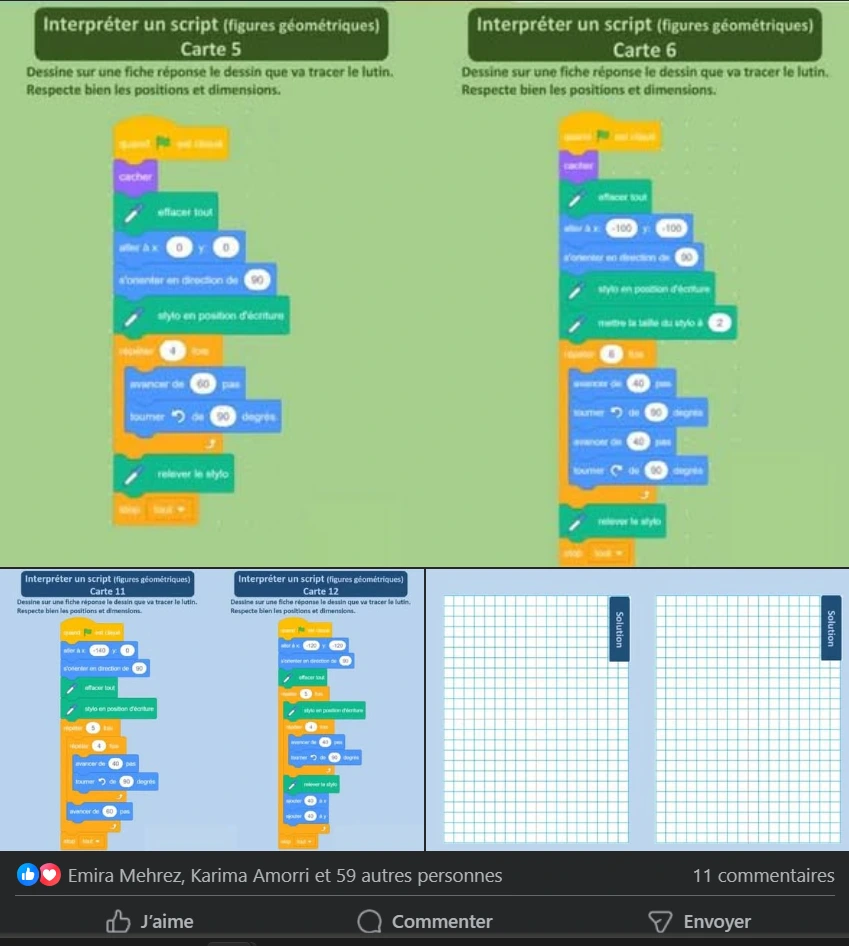 Interpréter un script (figures géométriques)
Carte 5
Dessine sur une fiche réponse le dessin que va tracer le lutin.
Respecte bien les positions et dimensions.
quand est cliqué
cacher
effacer tout
aller à x: 0 y: 0
s'orienter en direction de 90
stylo en position d'écriture
répéter 4 fois
avancer de 60 pas
tourner de 90 degrés
relever le stylo
stop tout
Interpréter un script (figures géométriques)
Carte 6
Dessine sur une fiche réponse le dessin que va tracer le lutin.
Respecte bien les positions et dimensions.
quand est cliqué
cacher
effacer tout
aller à x: -100 y: -100
s'orienter en direction de 90
stylo en position d'écriture
mettre la taille du stylo à 2
répéter 6 fois
avancer de 40 pas
tourner de 90 degrés
avancer de 40 pas
tourner de 90 degrés
relever le stylo
stop tout
Interpréter un script (figures géométriques)
Carte 11
Dessine sur une fiche réponse le dessin que va tracer le lutin.
Respecte bien les positions et dimensions.
quand est cliqué
aller à x: -140 y: 0
s'orienter en direction de 90
effacer tout
stylo en position d'écriture
répéter 5 fois
répéter 4 fois
avancer de 40 pas
tourner de 90 degrés
avancer de 60 pas
stop tout
Interpréter un script (figures géométriques)
Carte 12
Dessine sur une fiche réponse le dessin que va tracer le lutin.
Respecte bien les positions et dimensions.
quand est cliqué
aller à x: -120 y: -120
s'orienter en direction de 90
effacer tout
répéter 5 fois
stylo en position d'écriture
répéter 4 fois
avancer de 40 pas
tourner de 90 degrés
relever le stylo
ajouter 40 à x
ajouter 40 à y
stop tout
Solution
Solution
Emira Mehrez, Karima Amorri et 59 autres personnes
11 commentaires
J'aime
Commenter
Envoyer